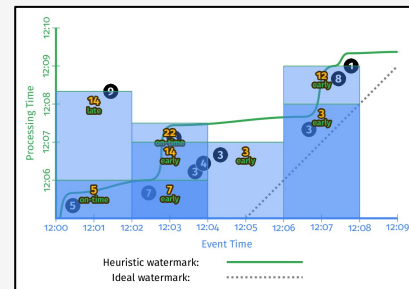 12:10
12:09
12:08
12:07
12:06
Processing Time
9
14
late
5
5
on-time
22
on-time
14
early
7
7
early
3
4
3
3
early
12
early
8
1
3
early
3
12:00
12:01
12:02
12:03
12:04
12:05
12:06
12:07
12:08
12:09
Event Time
Heuristic watermark:
Ideal watermark: